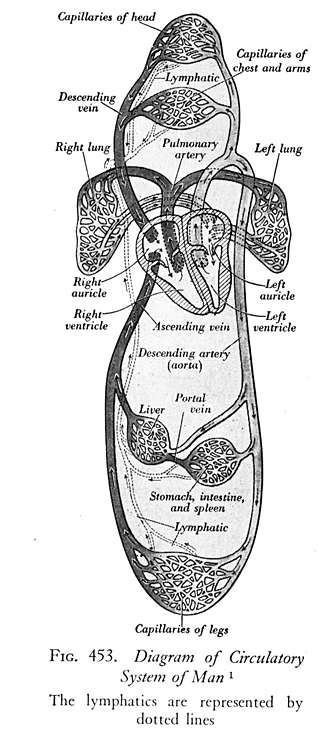 Capillaries of head
Capillaries of
chest and arms
Lymphatic
Descending
vein
Right lung
Pulmonary
artery
Left lung
Right
auricle
Left
auricle
Right
ventricle
Left
ventricle
Ascending vein
Descending artery
(aorta)
Portal
vein
Liver
Stomach, intestine,
and spleen
Lymphatic
Capillaries of legs
FIG. 453. Diagram of Circulatory
System of Man ¹
The lymphatics are represented by
dotted lines